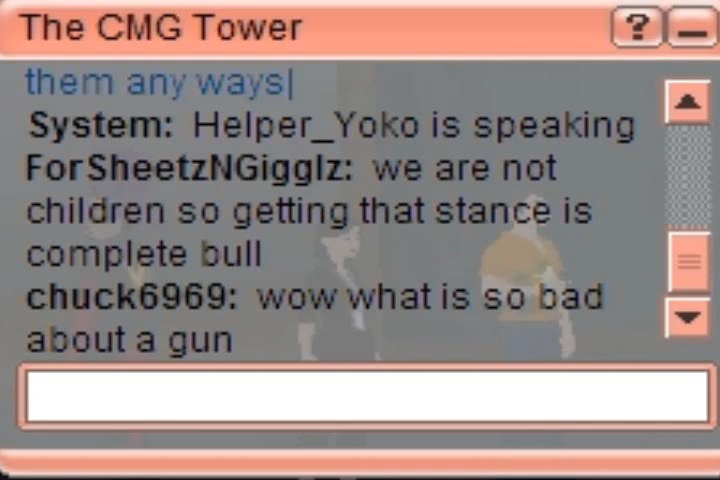 The CMG Tower
?
them any ways|
System: Helper_Yoko is speaking
ForSheetzNGigglz: we are not
children so getting that stance is
complete bull
chuck6969: wow what is so bad
about a gun